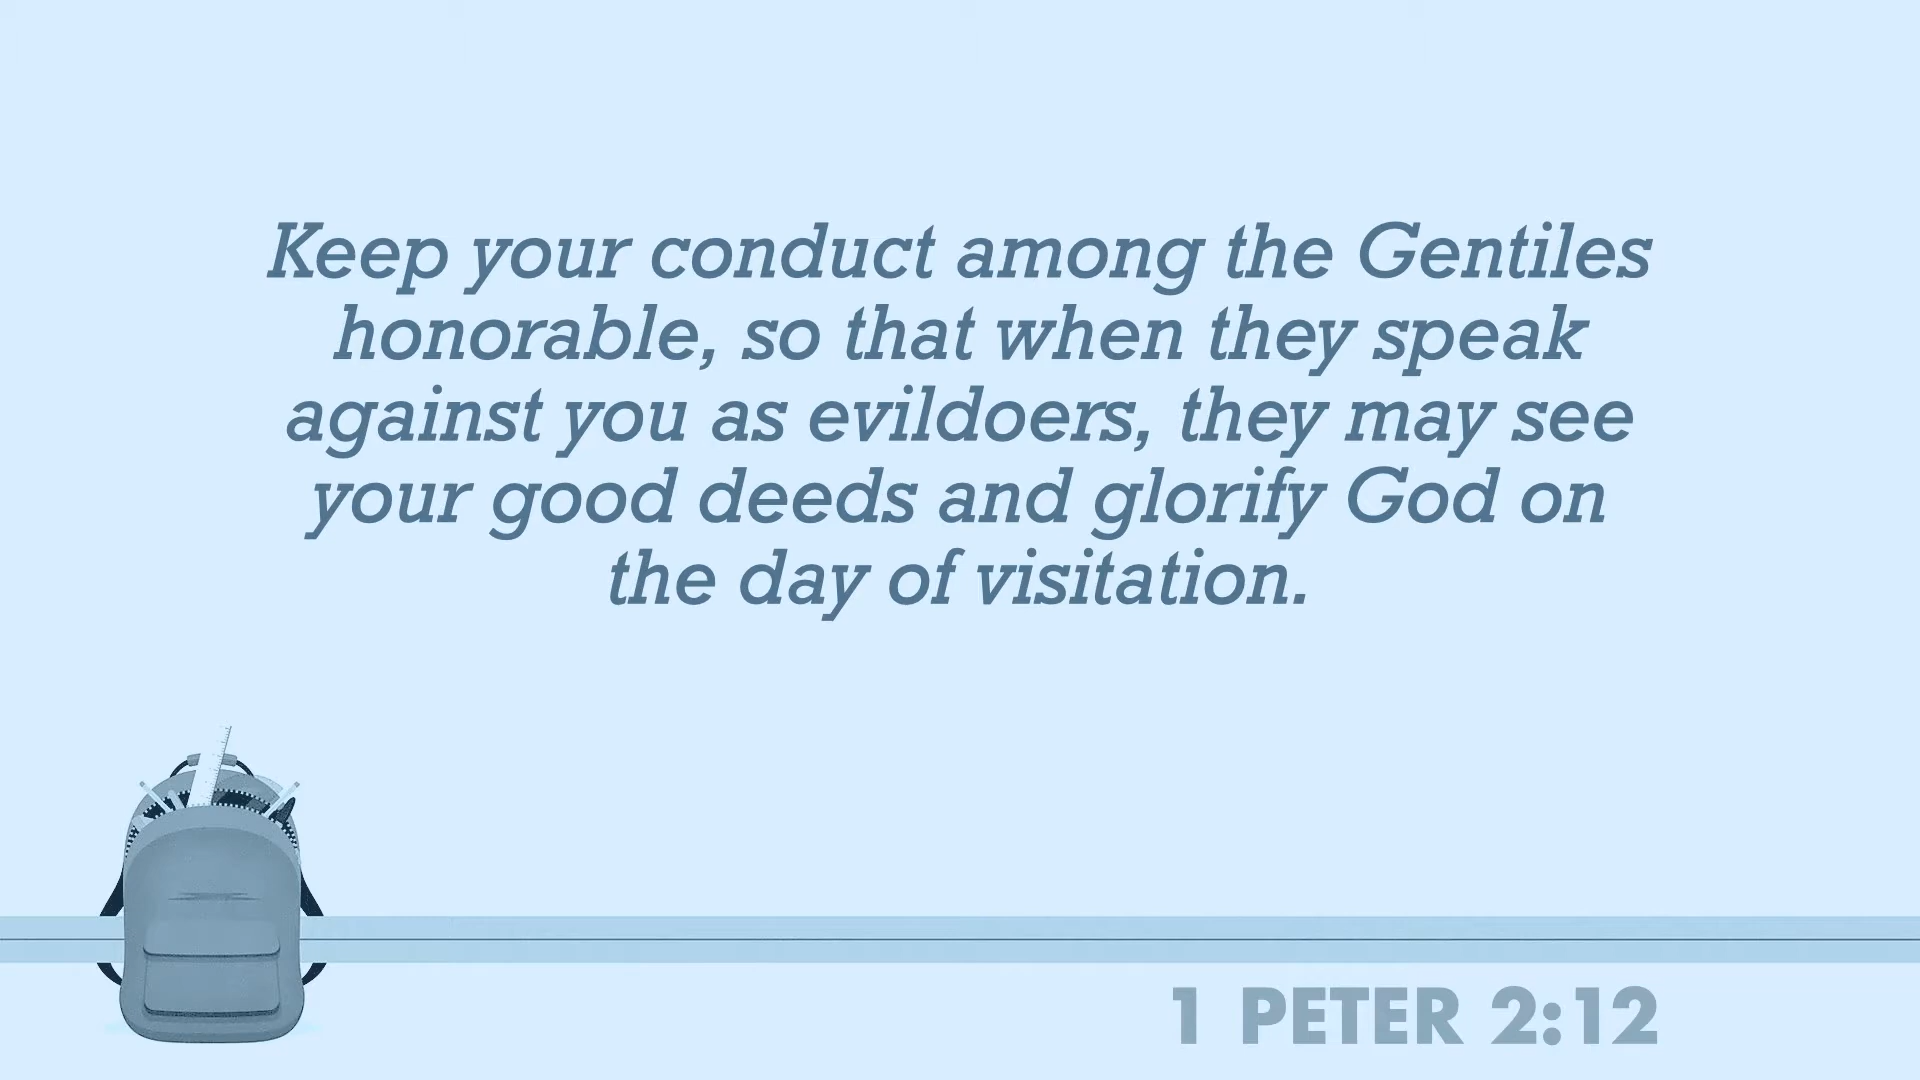 Keep your conduct among the Gentiles
honorable, so that when they speak
against you as evildoers, they may see
your good deeds and glorify God on
the day of visitation.
1 PETER 2:12